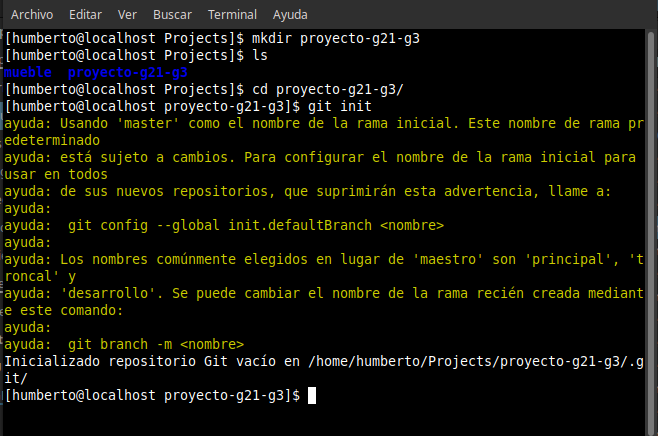 Archivo Editar Ver Buscar Terminal Ayuda
[humberto@localhost Projects]$ mkdir proyecto-g21-g3
[humberto@localhost Projects]$ ls
mueble  proyecto-g21-g3
[humberto@localhost Projects]$ cd proyecto-g21-g3/
[humberto@localhost proyecto-g21-g3]$ git init
ayuda: Usando 'master' como el nombre de la rama inicial. Este nombre de rama pr
edeterminado
ayuda: está sujeto a cambios. Para configurar el nombre de la rama inicial para
usar en todos
ayuda: de sus nuevos repositorios, que suprimirán esta advertencia, llame a:
ayuda:
ayuda:  git config --global init.defaultBranch <nombre>
ayuda:
ayuda: Los nombres comúnmente elegidos en lugar de 'maestro' son 'principal', 't
roncal' y
ayuda: 'desarrollo'. Se puede cambiar el nombre de la rama recién creada mediant
e este comando:
ayuda:
ayuda:  git branch -m <nombre>
Inicializado repositorio Git vacío en /home/humberto/Projects/proyecto-g21-g3/.g
it/
[humberto@localhost proyecto-g21-g3]$